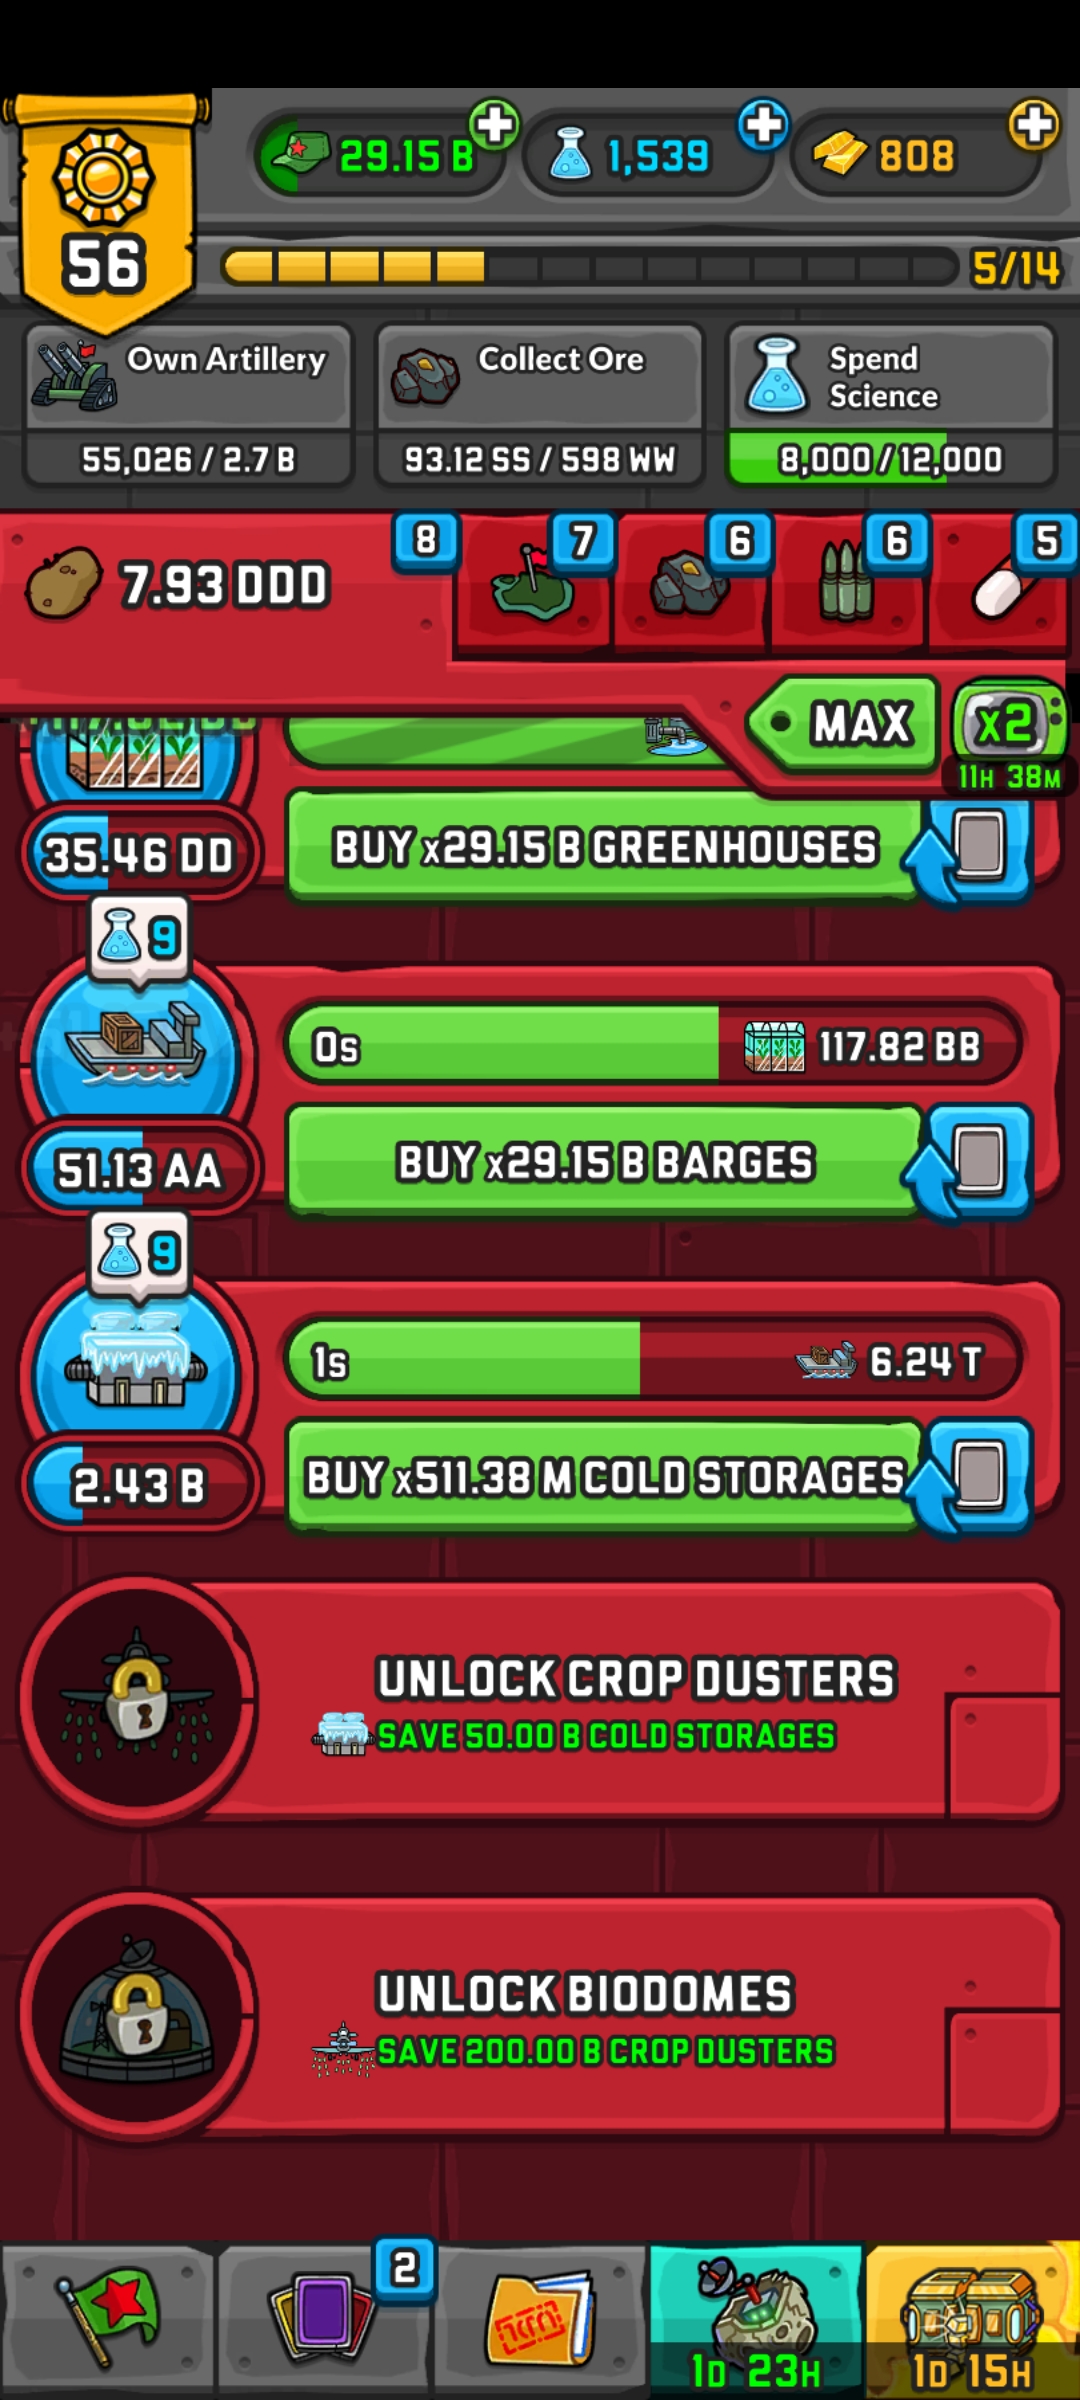 29.15 B
1,539
808
56
5/14
Own Artillery
55,026 / 2.7 B
Collect Ore
93.12 SS / 598 WW
Spend
Science
8,000 / 12,000
7.93 DDD
8
7
6
6
5
MAX
x2
11H 38M
35.46 DD
BUY x29.15 B GREENHOUSES
9
0s
117.82 BB
51.13 AA
BUY x29.15 B BARGES
9
1s
6.24 T
2.43 B
BUY x511.38 M COLD STORAGES
UNLOCK CROP DUSTERS
SAVE 50.00 B COLD STORAGES
UNLOCK BIODOMES
SAVE 200.00 B CROP DUSTERS
2
1D 23H
1D 15H